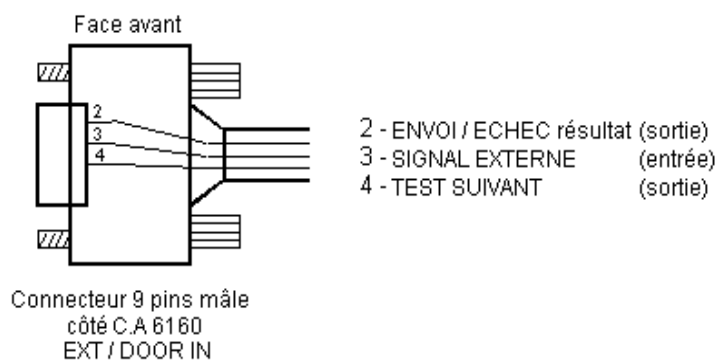 Face avant
2
3
4
2 - ENVOI / ECHEC résultat (sortie)
3 - SIGNAL EXTERNE (entrée)
4 - TEST SUIVANT (sortie)
Connecteur 9 pins mâle
côté C.A 6160
EXT / DOOR IN